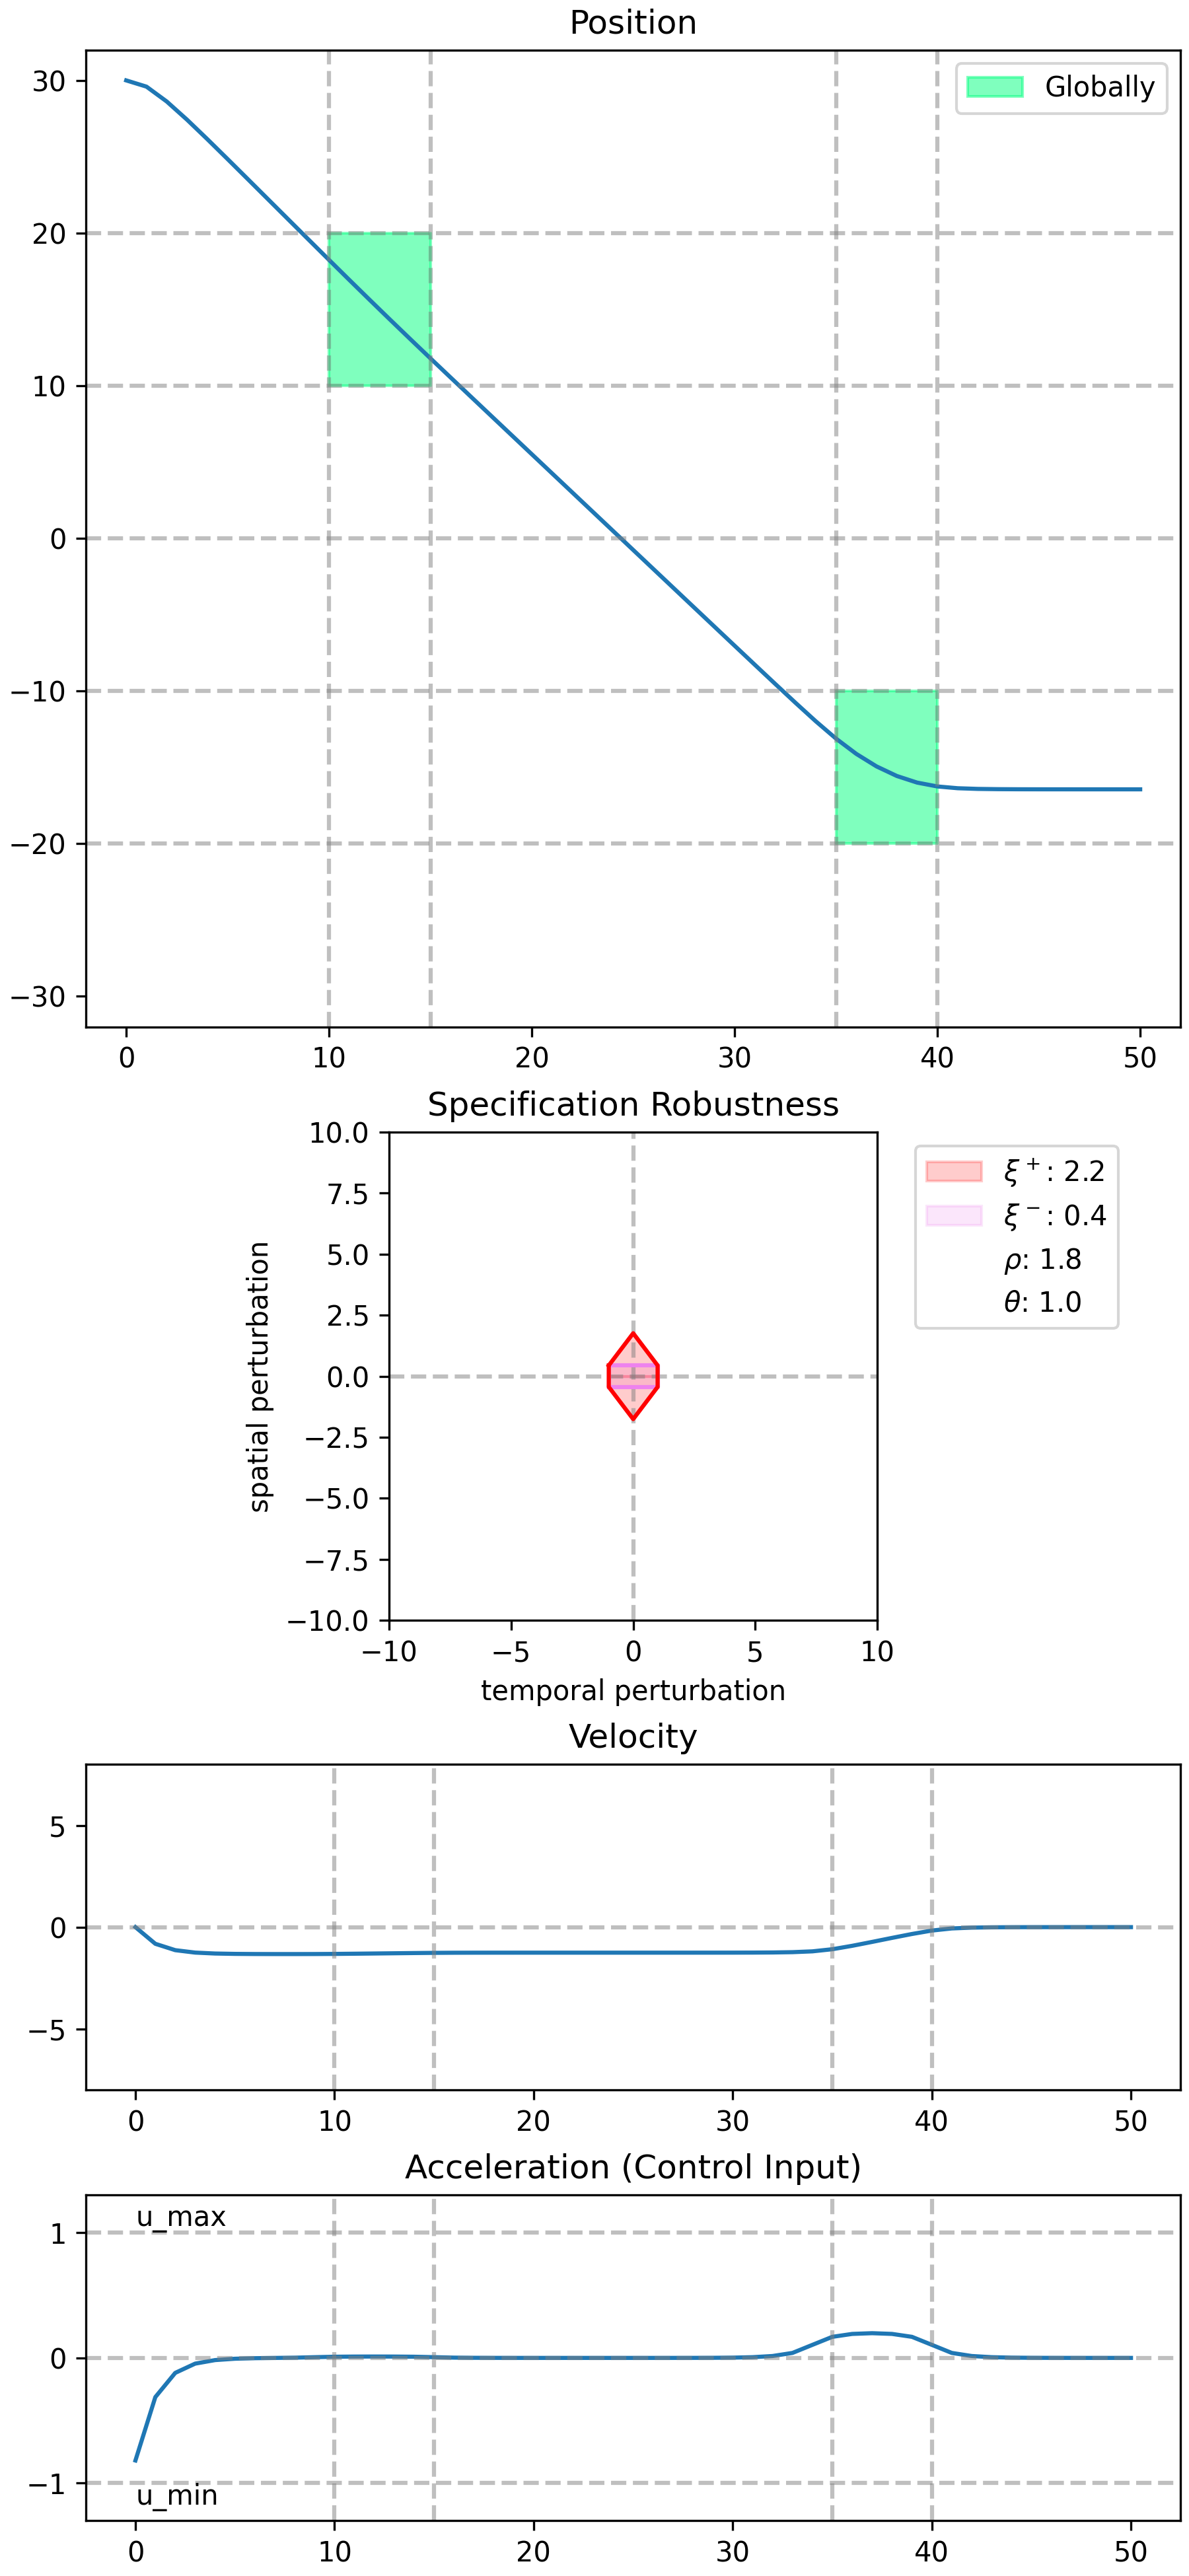 Position
Globally
30
20
10
0
−10
−20
−30
0 10 20 30 40 50
Specification Robustness
10.0
7.5
5.0
2.5
0.0
−2.5
−5.0
−7.5
−10.0
spatial perturbation
ξ⁺: 2.2
ξ⁻: 0.4
ρ: 1.8
θ: 1.0
−10 −5 0 5 10
temporal perturbation
Velocity
5
0
−5
0 10 20 30 40 50
Acceleration (Control Input)
u_max
1
0
−1
u_min
0 10 20 30 40 50